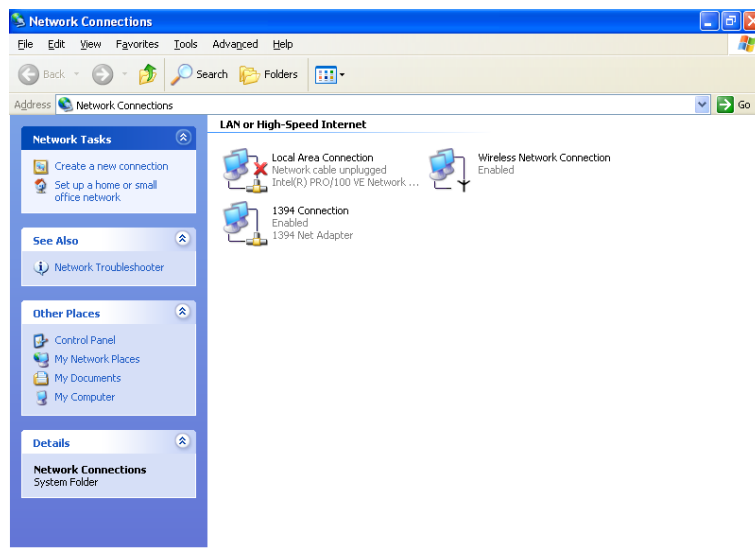 Network Connections
File Edit View Favorites Tools Advanced Help
Back Search Folders
Address Network Connections Go
Network Tasks
Create a new connection
Set up a home or small
office network
See Also
Network Troubleshooter
Other Places
Control Panel
My Network Places
My Documents
My Computer
Details
Network Connections
System Folder
LAN or High-Speed Internet
Local Area Connection
Network cable unplugged
Intel(R) PRO/100 VE Network ...
Wireless Network Connection
Enabled
1394 Connection
Enabled
1394 Net Adapter